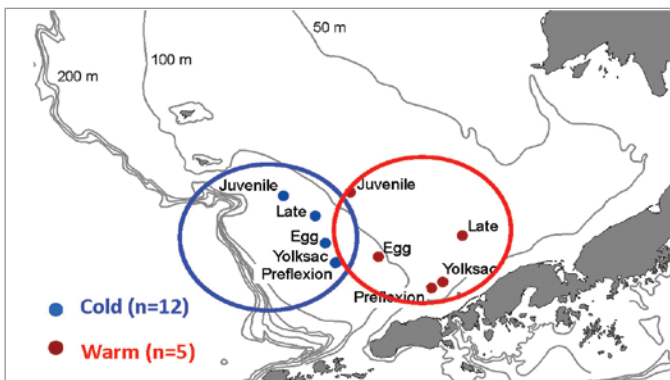 50 m
100 m
200 m
Juvenile
Juvenile
Late
Late
Egg
Egg
Yolksac
Preflexion
Yolksac
Preflexion
Cold (n=12)
Warm (n=5)